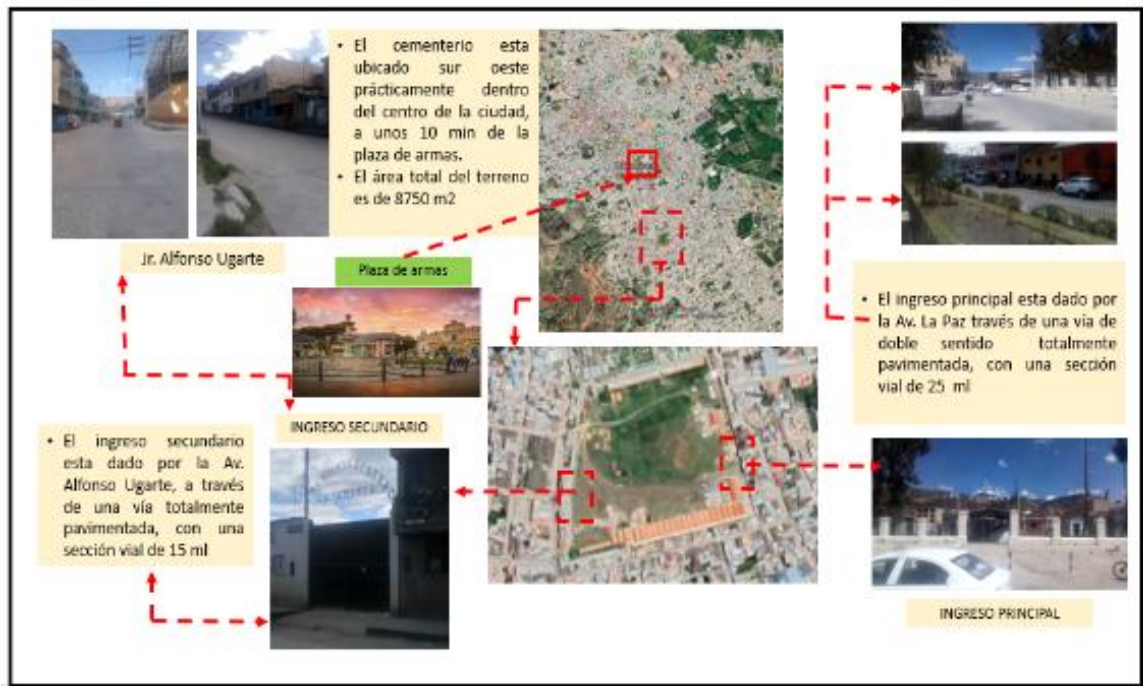 • El cementerio esta
ubicado sur oeste
prácticamente dentro
del centro de la ciudad,
a unos 10 min de la
plaza de armas.
• El área total del terreno
es de 8750 m2
Jr. Alfonso Ugarte
Plaza de armas
• El ingreso principal esta dado por
la Av. La Paz través de una vía de
doble sentido totalmente
pavimentada, con una sección
vial de 25 ml
INGRESO SECUNDARIO
• El ingreso secundario
esta dado por la Av.
Alfonso Ugarte, a través
de una vía totalmente
pavimentada, con una
sección vial de 15 ml
INGRESO PRINCIPAL